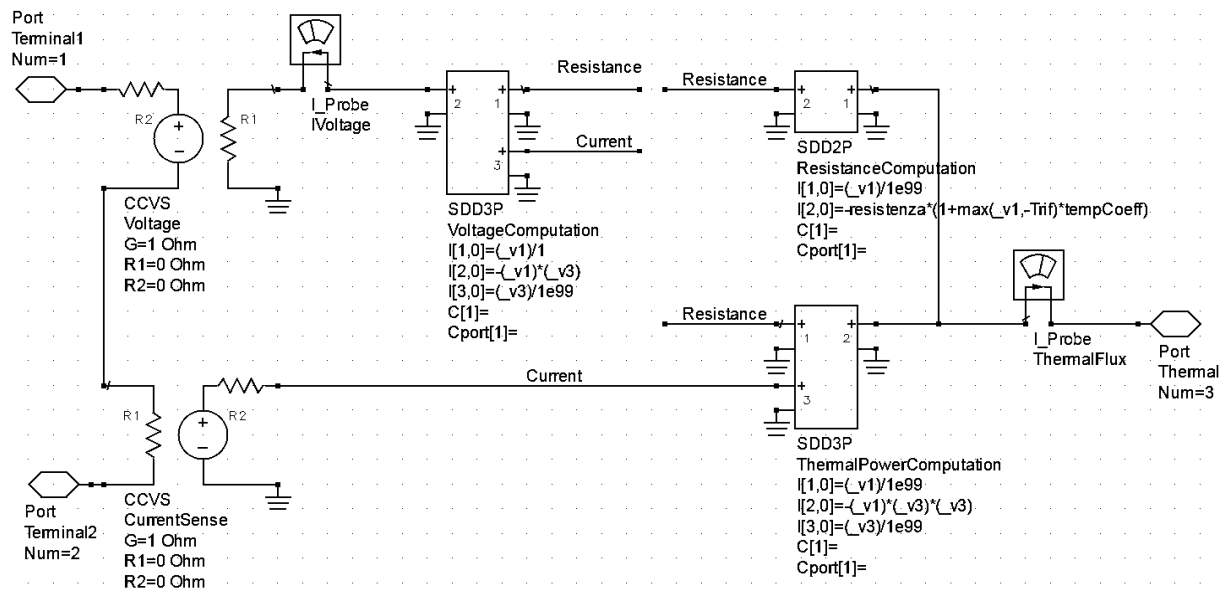 Port
Terminal1
Num=1
R2
+
-
R1
CCVS
Voltage
G=1 Ohm
R1=0 Ohm
R2=0 Ohm
I_Probe
IVoltage
+
2
+
1
+
3
Resistance
Current
SDD3P
VoltageComputation
I[1,0]=(_v1)/1
I[2,0]=-(_v1)*(_v3)
I[3,0]=(_v3)/1e99
C[1]=
Cport[1]=
Resistance
+
2
+
1
SDD2P
ResistanceComputation
I[1,0]=(_v1)/1e99
I[2,0]=-resistenza*(1+max(_v1,-Trif)*tempCoeff)
C[1]=
Cport[1]=
Resistance
+
1
+
2
+
3
I_Probe
ThermalFlux
Port
Thermal
Num=3
Current
R1
+
-
R2
Port
Terminal2
Num=2
CCVS
CurrentSense
G=1 Ohm
R1=0 Ohm
R2=0 Ohm
SDD3P
ThermalPowerComputation
I[1,0]=(_v1)/1e99
I[2,0]=-(_v1)*(_v3)*(_v3)
I[3,0]=(_v3)/1e99
C[1]=
Cport[1]=